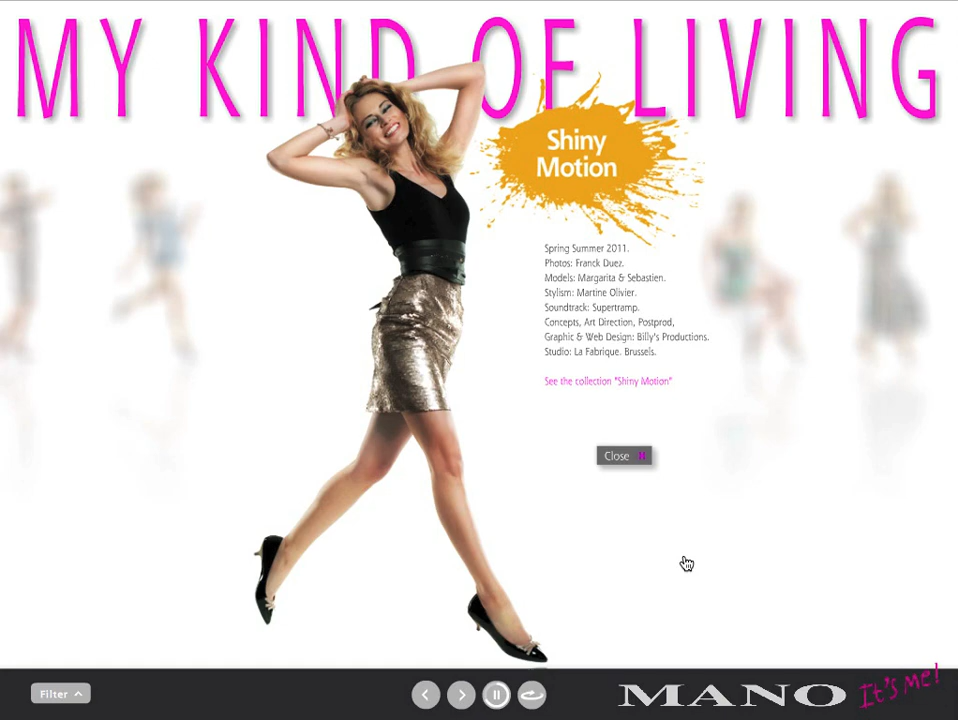 MY KIND OF LIVING
Shiny
Motion
Spring Summer 2011.
Photos: Franck Duez.
Models: Margarita & Sebastien.
Stylism: Martine Olivier.
Soundtrack: Supertramp.
Concepts, Art Direction, Postprod,
Graphic & Web Design: Billy's Productions.
Studio: La Fabrique. Brussels.
See the collection "Shiny Motion"
Close
Filter
MANO It's me!